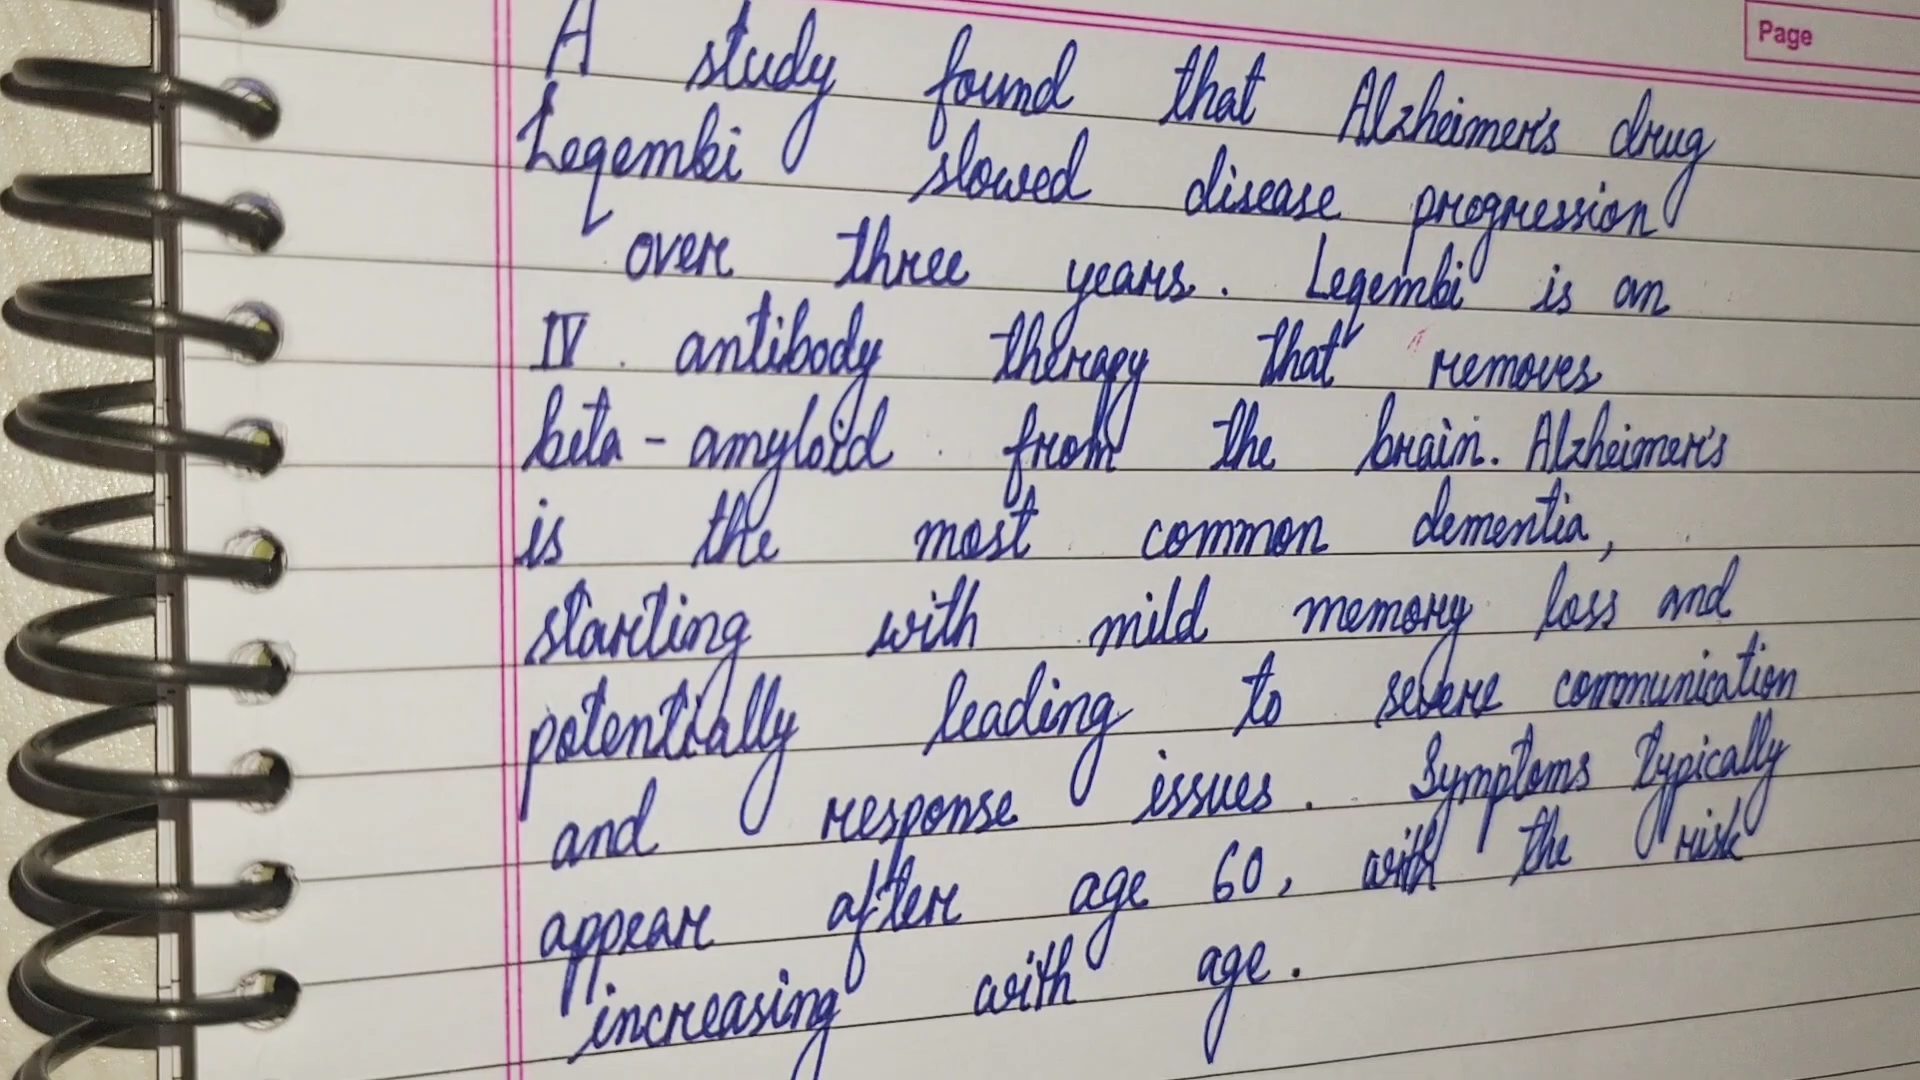 Page
A study found that Alzheimer's drug
Leqembi slowed disease progression
over three years. Leqembi is an
IV antibody therapy that removes
beta-amyloid from the brain. Alzheimer's
is the most common dementia,
starting with mild memory loss and
potentially leading to severe communication
and response issues. Symptoms typically
appear after age 60, with the risk
increasing with age.